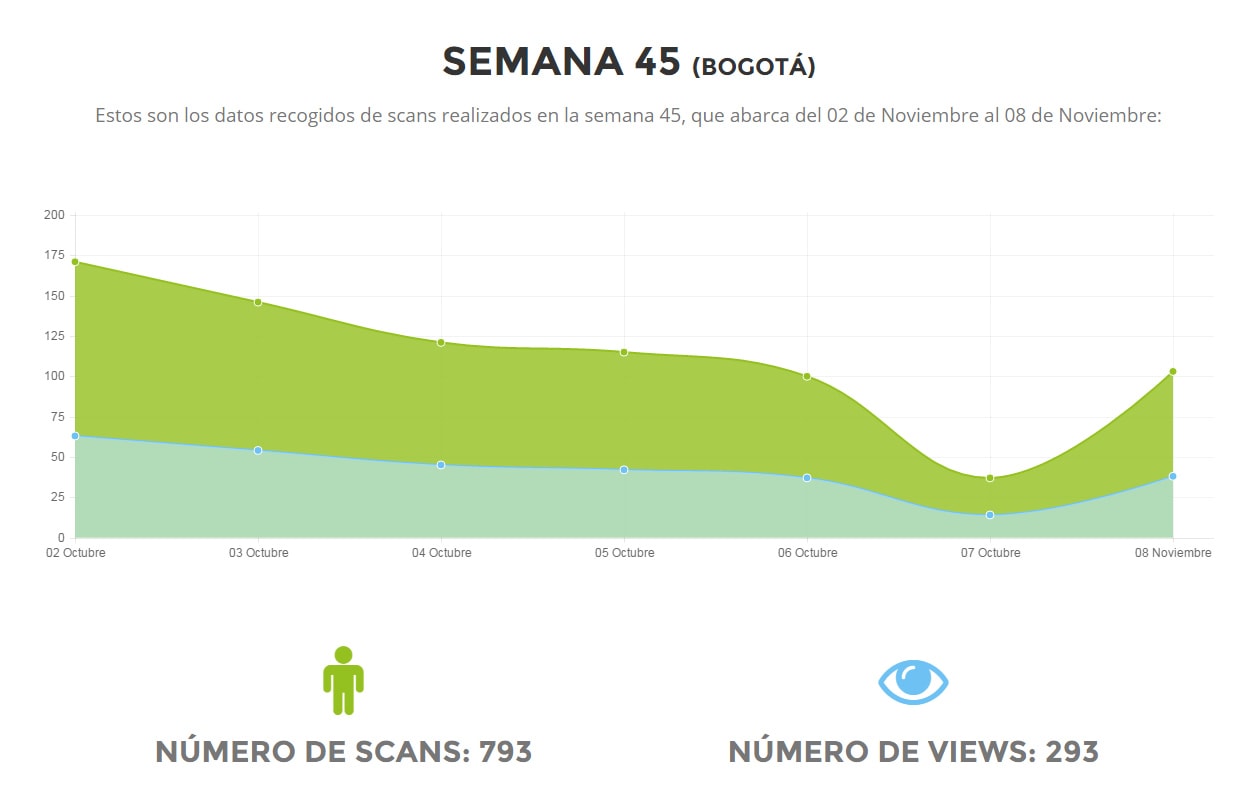 SEMANA 45 (BOGOTÁ)
Estos son los datos recogidos de scans realizados en la semana 45, que abarca del 02 de Noviembre al 08 de Noviembre:
200
175
150
125
100
75
50
25
0
02 Octubre 03 Octubre 04 Octubre 05 Octubre 06 Octubre 07 Octubre 08 Noviembre
NÚMERO DE SCANS: 793 NÚMERO DE VIEWS: 293